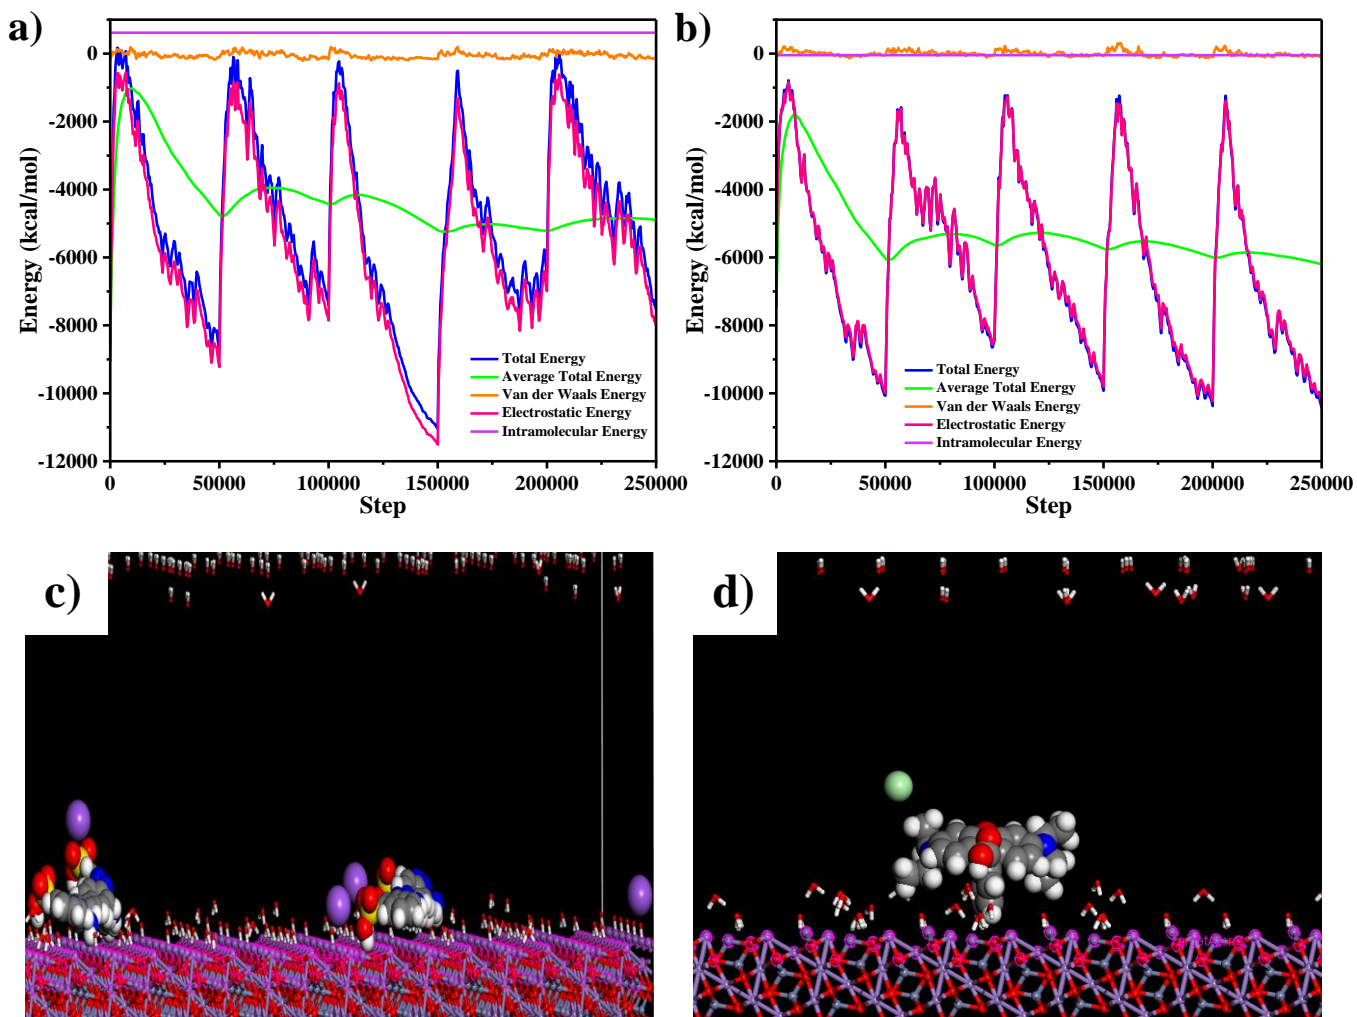 a)
0
-2000
-4000
-6000
-8000
-10000
-12000
Energy (kcal/mol)
Total Energy
Average Total Energy
Van der Waals Energy
Electrostatic Energy
Intramolecular Energy
0 50000 100000 150000 200000 250000
Step
b)
0
-2000
-4000
-6000
-8000
-10000
-12000
Energy (kcal/mol)
Total Energy
Average Total Energy
Van der Waals Energy
Electrostatic Energy
Intramolecular Energy
0 50000 100000 150000 200000 250000
Step
c)
d)